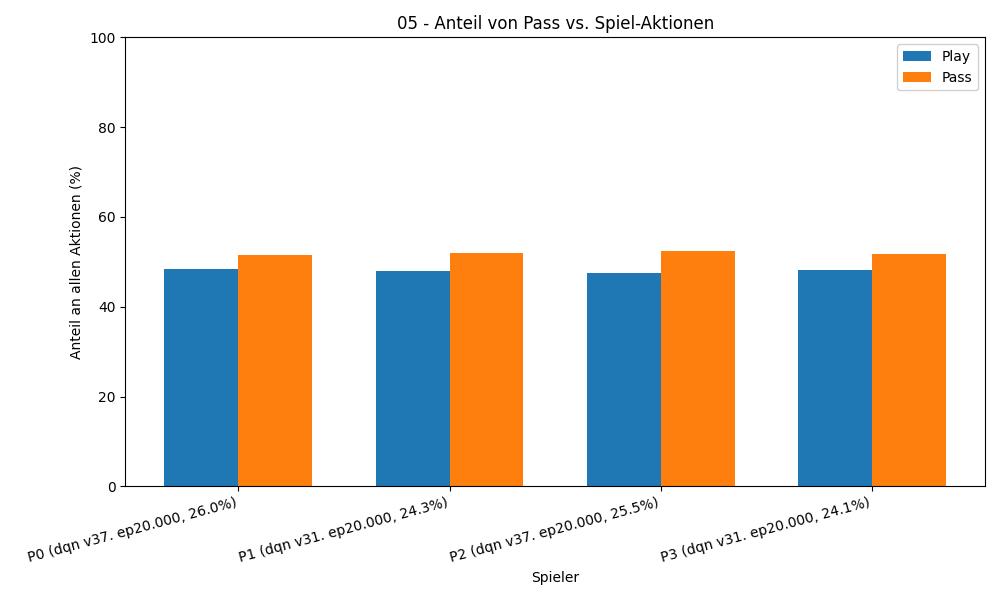 05 - Anteil von Pass vs. Spiel-Aktionen
Play
Pass
Anteil an allen Aktionen (%)
100
80
60
40
20
0
P0 (dqn v37. ep20.000, 26.0%)
P1 (dqn v31. ep20.000, 24.3%)
P2 (dqn v37. ep20.000, 25.5%)
P3 (dqn v31. ep20.000, 24.1%)
Spieler